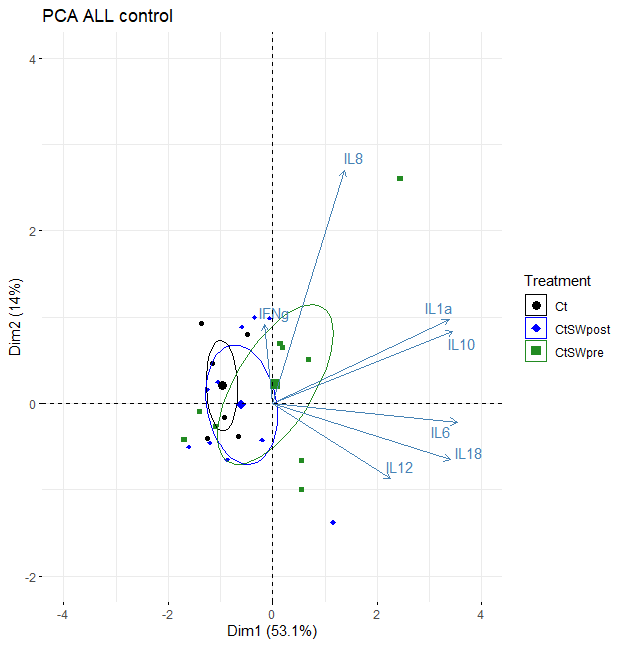 PCA ALL control
4
2
0
-2
-4
-2
0
2
4
Dim2 (14%)
Dim1 (53.1%)
IL8
IFNg
IL1a
IL10
IL6
IL18
IL12
Treatment
Ct
CtSWpost
CtSWpre